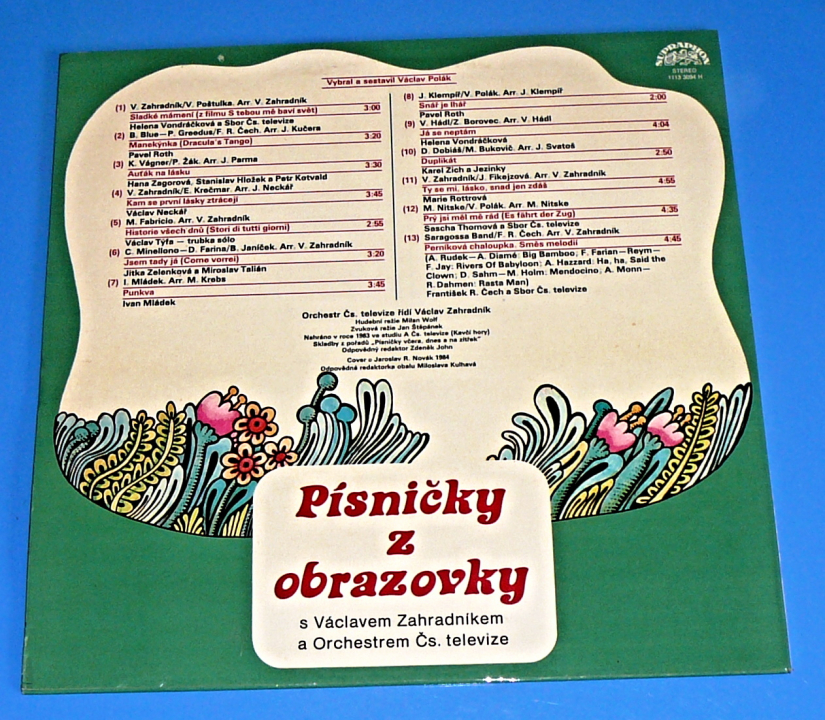 SUPRAPHON
STEREO
1113 3294 H
Vybral a sestavil Václav Polák
(1) V. Zahradník/V. Poštulka. Arr. V. Zahradník
Sladké mámení (z filmu S tebou mě baví svět) 3:00
Helena Vondráčková a Sbor Čs. televize
(2) B. Blue—P. Greedus/F. R. Čech. Arr. J. Kučera
Manekýnka (Dracula's Tango) 3:20
Pavel Roth
(3) K. Vágner/P. Žák. Arr. J. Parma
Auťák na lásku 3:30
Hana Zagorová, Stanislav Hložek a Petr Kotvald
(4) V. Zahradník/E. Krečmar. Arr. J. Neckář
Kam se první lásky ztrácejí 3:45
Václav Neckář
(5) M. Fabricio. Arr. V. Zahradník
Historie všech dnů (Stori di tutti giorni) 2:55
Václav Týfa — trubka sólo
(6) C. Minellono—D. Farina/B. Janíček. Arr. V. Zahradník
Jsem tady já (Come vorrei) 3:20
Jitka Zelenková a Miroslav Talián
(7) I. Mládek. Arr. M. Krebs
Punkva 3:45
Ivan Mládek
(8) J. Klempíř/V. Polák. Arr. J. Klempíř
Snář je lhář 2:00
Pavel Roth
(9) V. Hádl/Z. Borovec. Arr. V. Hádl
Já se neptám 4:04
Helena Vondráčková
(10) D. Dobiáš/M. Bukovič. Arr. J. Svatoš
Duplikát 2:50
Karel Zich a Jezinky
(11) V. Zahradník/J. Fikejzová. Arr. V. Zahradník
Ty se mi, lásko, snad jen zdáš 4:55
Marie Rottrová
(12) M. Nitske/V. Polák. Arr. M. Nitske
Prý jsi měl mě rád (Es fährt der Zug) 4:35
Sascha Thomová a Sbor Čs. televize
(13) Saragossa Band/F. R. Čech. Arr. V. Zahradník
Perníková chaloupka. Směs melodií 4:45
(A. Rudek—A. Diamé: Big Bamboo; F. Farian—Reym—
F. Jay: Rivers Of Babyloon; A. Hazzard: Ha, ha, Said the
Clown; D. Sahm—M. Holm: Mendocino; A. Monn—
R. Dahmen: Rasta Man)
František R. Čech a Sbor Čs. televize
Orchestr Čs. televize řídí Václav Zahradník
Hudební režie Milan Wolf
Zvuková režie Jan Štěpánek
Nahráno v roce 1983 ve studiu A Čs. televize (Kavčí hory)
Skladby z pořadů „Písničky včera, dnes a na zítřek"
Odpovědný redaktor Zdeněk John
Cover © Jaroslav R. Novák 1984
Odpovědná redaktorka obalu Miloslava Kulhavá
Písničky
z
obrazovky
s Václavem Zahradníkem
a Orchestrem Čs. televize